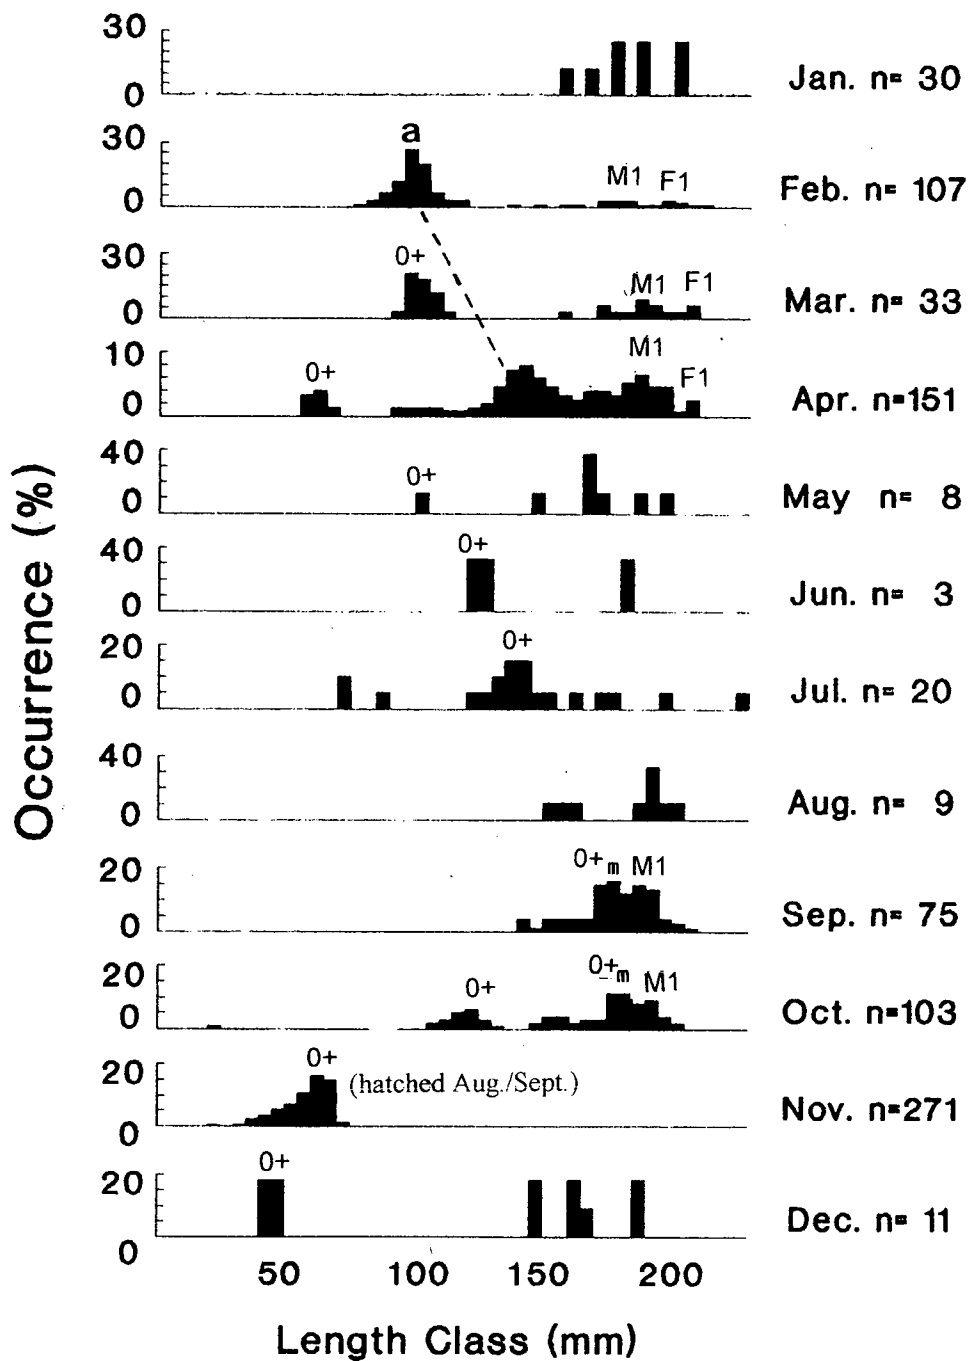 30
0
Jan. n= 30
30
0
a
M1 F1
Feb. n= 107
30
0
0+
M1 F1
Mar. n= 33
10
0
0+
M1
F1
Apr. n=151
40
0
0+
May n= 8
40
0
0+
Jun. n= 3
20
0
0+
Jul. n= 20
40
0
Aug. n= 9
20
0
0+m M1
Sep. n= 75
20
0
0+
0+m M1
Oct. n=103
20
0
0+
(hatched Aug./Sept.)
Nov. n=271
20
0
0+
Dec. n= 11
50 100 150 200
Length Class (mm)
Occurrence (%)